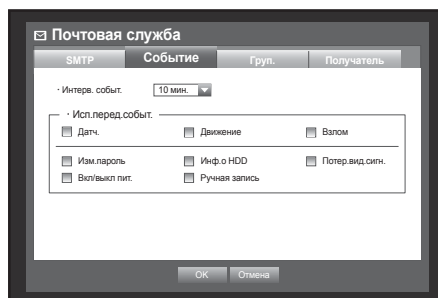 Почтовая служба
SMTP Событие Груп. Получатель
· Интерв. событ. 10 мин.
· Исп.перед.событ.
Датч. Движение Взлом
Изм.пароль Инф.о HDD Потер.вид.сигн.
Вкл/выкл пит. Ручная запись
OK Отмена